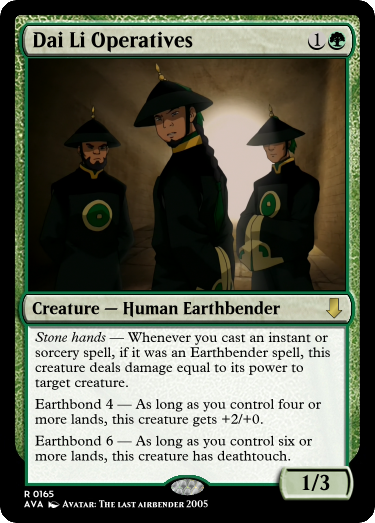 Dai Li Operatives
1
Creature — Human Earthbender
Stone hands — Whenever you cast an instant or
sorcery spell, if it was an Earthbender spell, this
creature deals damage equal to its power to
target creature.
Earthbond 4 — As long as you control four or
more lands, this creature gets +2/+0.
Earthbond 6 — As long as you control six or
more lands, this creature has deathtouch.
1/3
R 0165
AVA Avatar: The last airbender 2005